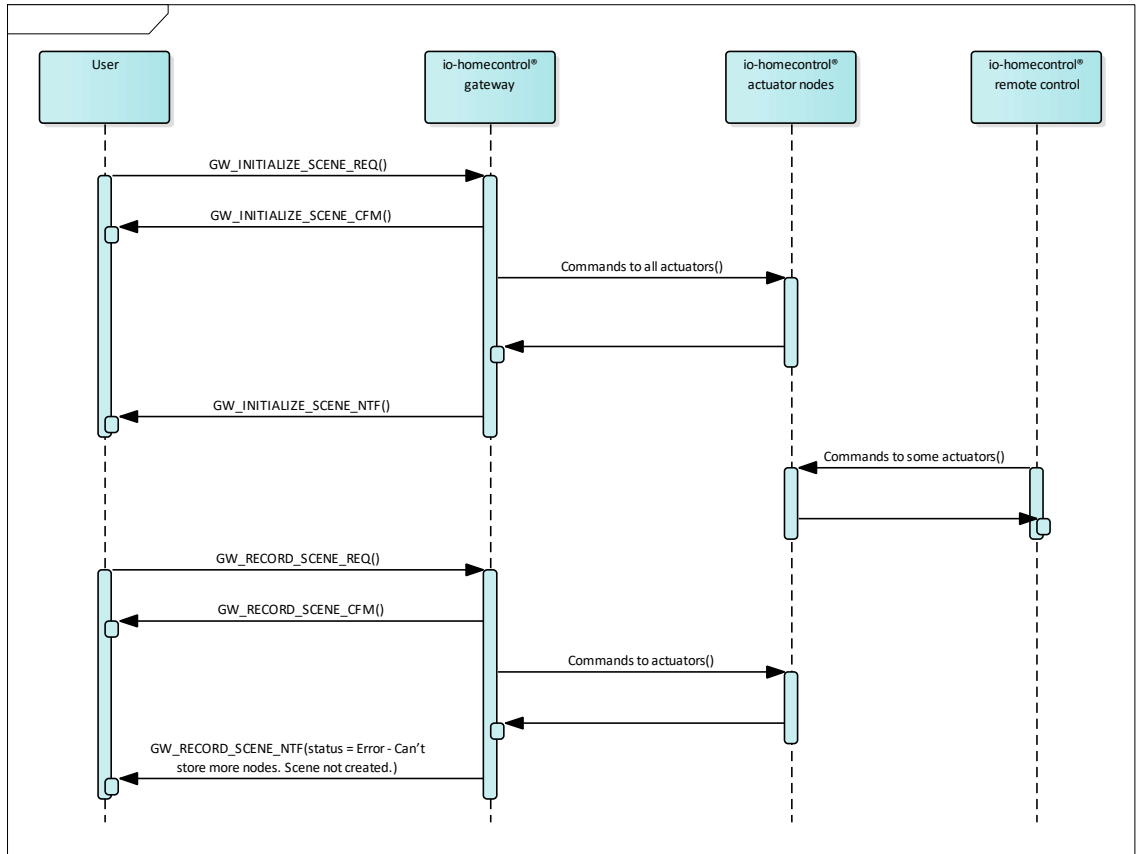 User
io-homecontrol®
gateway
io-homecontrol®
actuator nodes
io-homecontrol®
remote control
GW_INITIALIZE_SCENE_REQ()
GW_INITIALIZE_SCENE_CFM()
Commands to all actuators()
GW_INITIALIZE_SCENE_NTF()
Commands to some actuators()
GW_RECORD_SCENE_REQ()
GW_RECORD_SCENE_CFM()
Commands to actuators()
GW_RECORD_SCENE_NTF(status = Error - Can’t
store more nodes. Scene not created.)